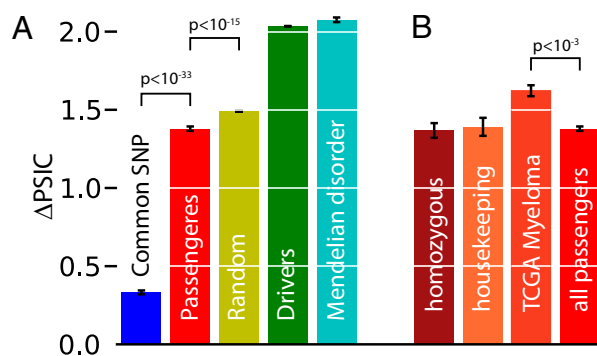 A
B
2.0
1.5
1.0
0.5
0.0
ΔPSIC
p<10⁻³³
p<10⁻¹⁵
Common SNP
Passengeres
Random
Drivers
Mendelian disorder
p<10⁻³
homozygous
housekeeping
TCGA Myeloma
all passengers